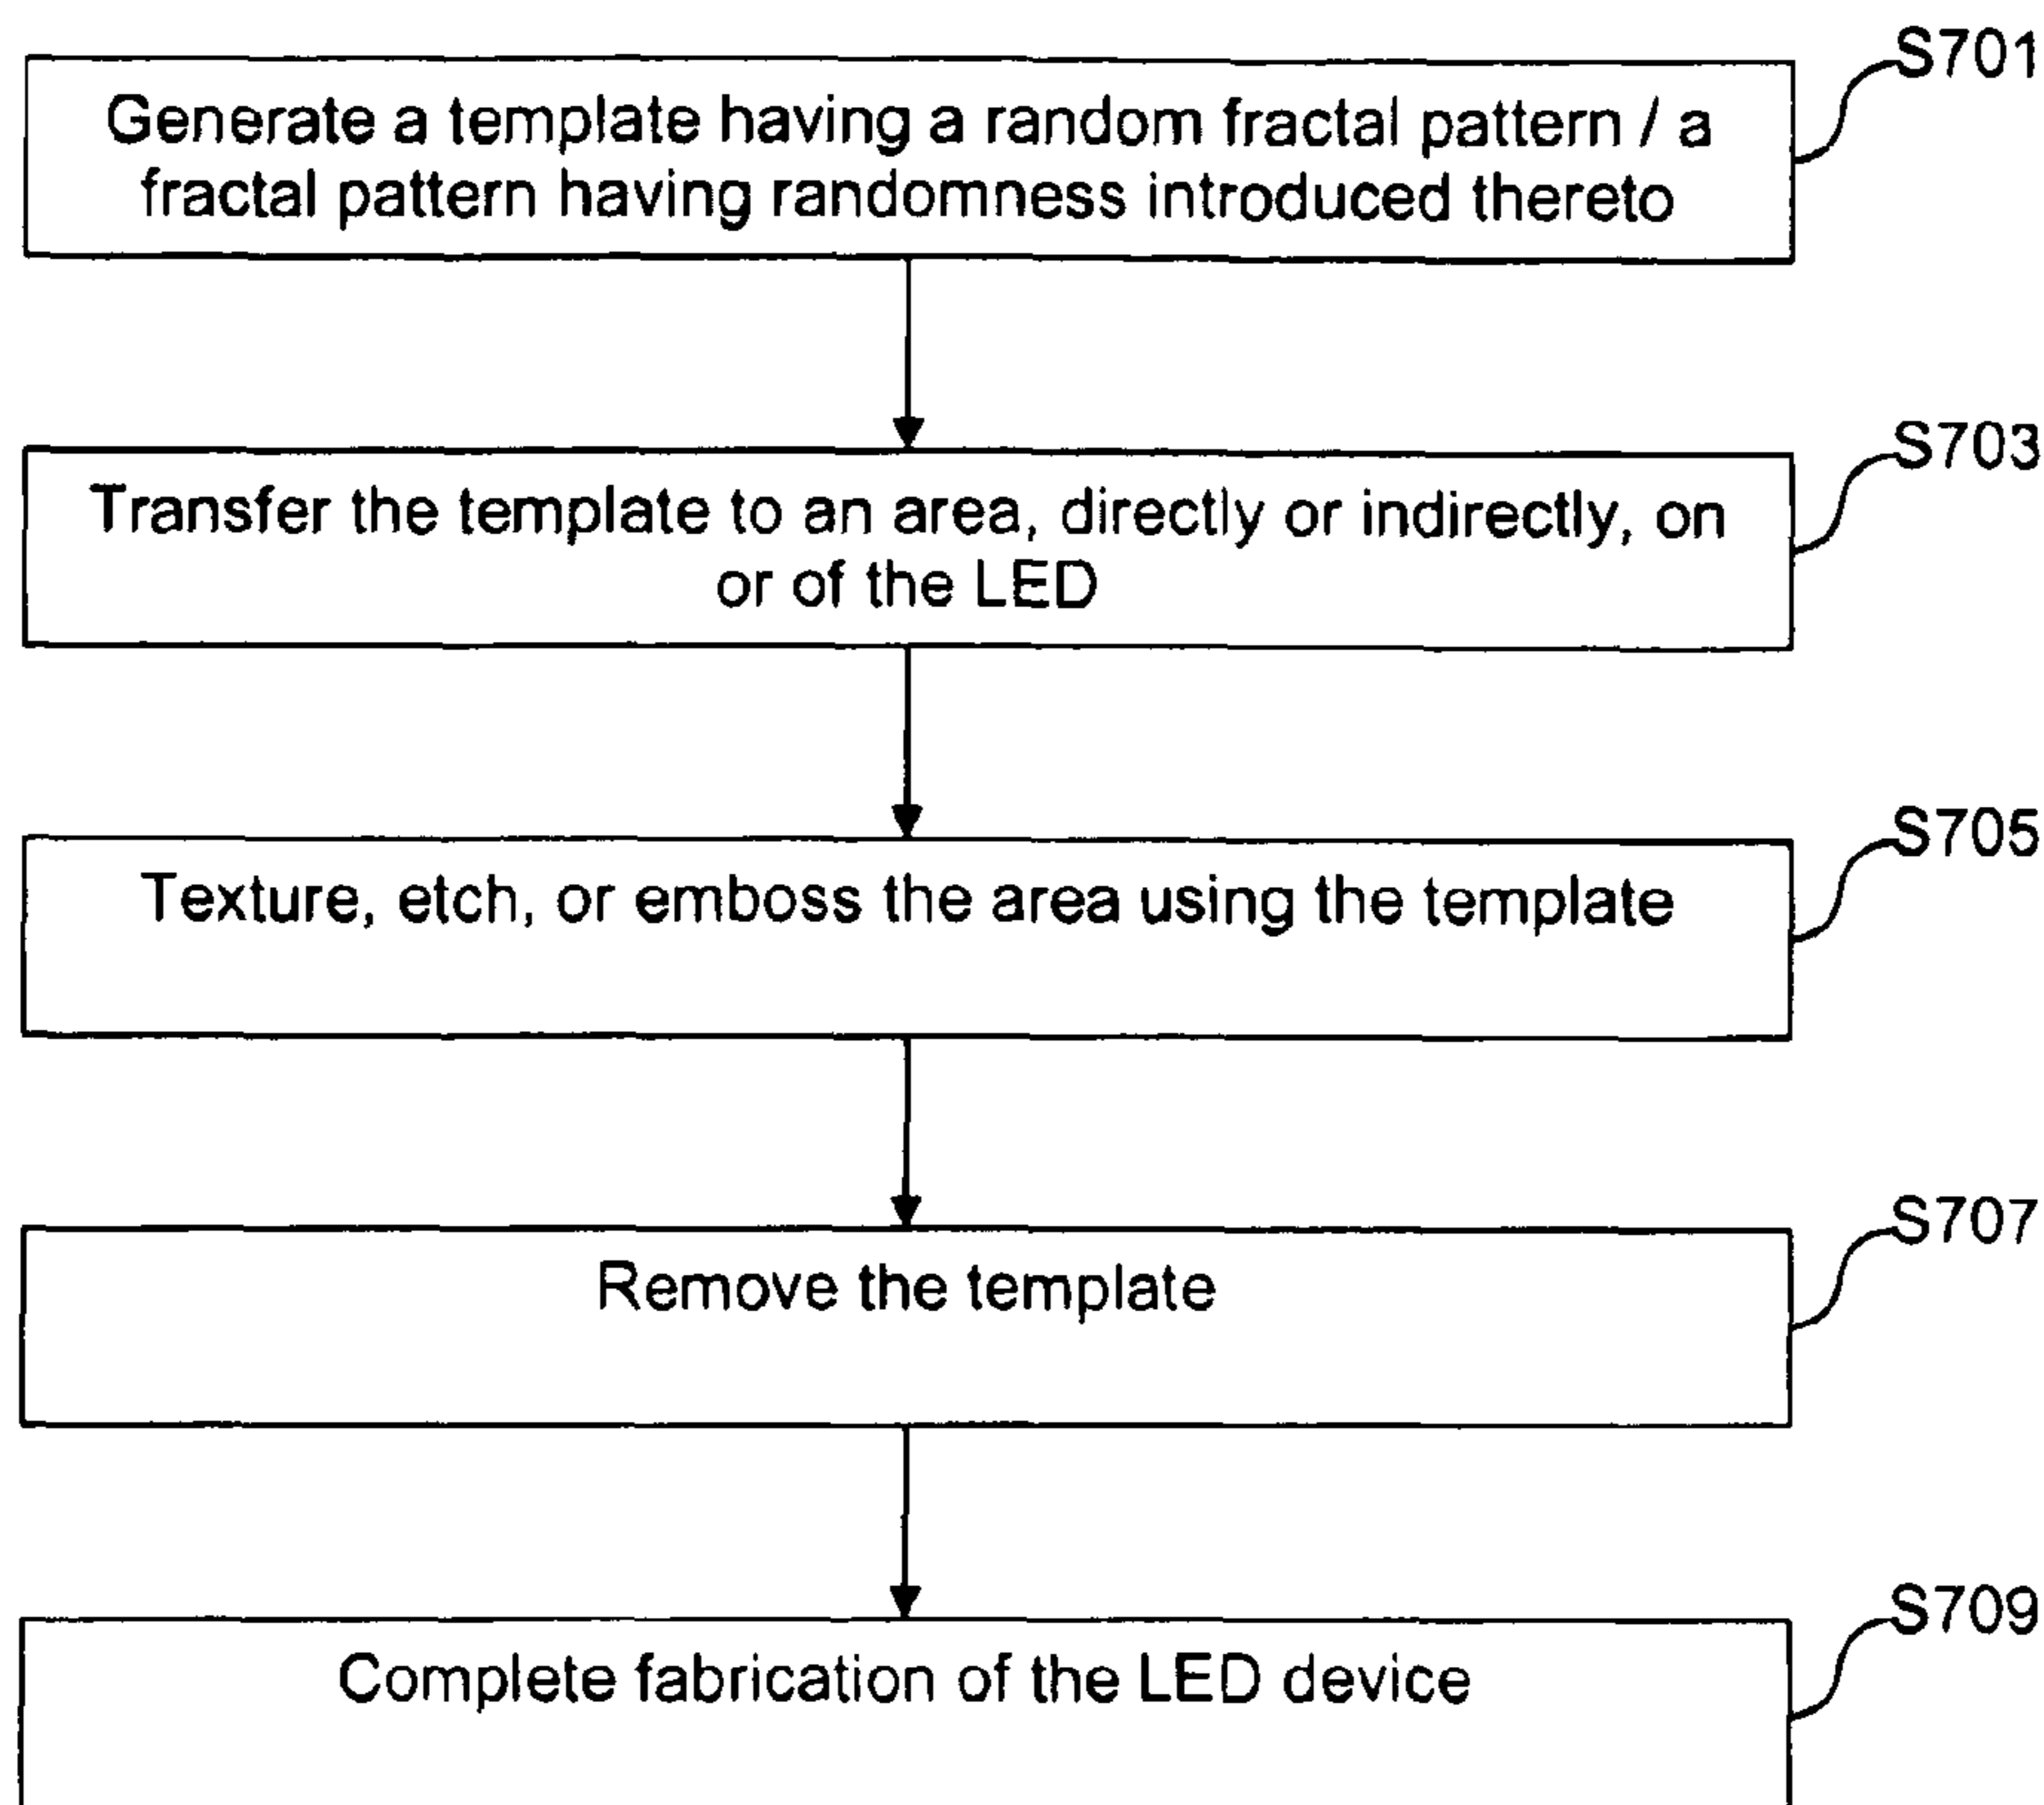 S701
Generate a template having a random fractal pattern / a
fractal pattern having randomness introduced thereto
S703
Transfer the template to an area, directly or indirectly, on
or of the LED
S705
Texture, etch, or emboss the area using the template
S707
Remove the template
S709
Complete fabrication of the LED device